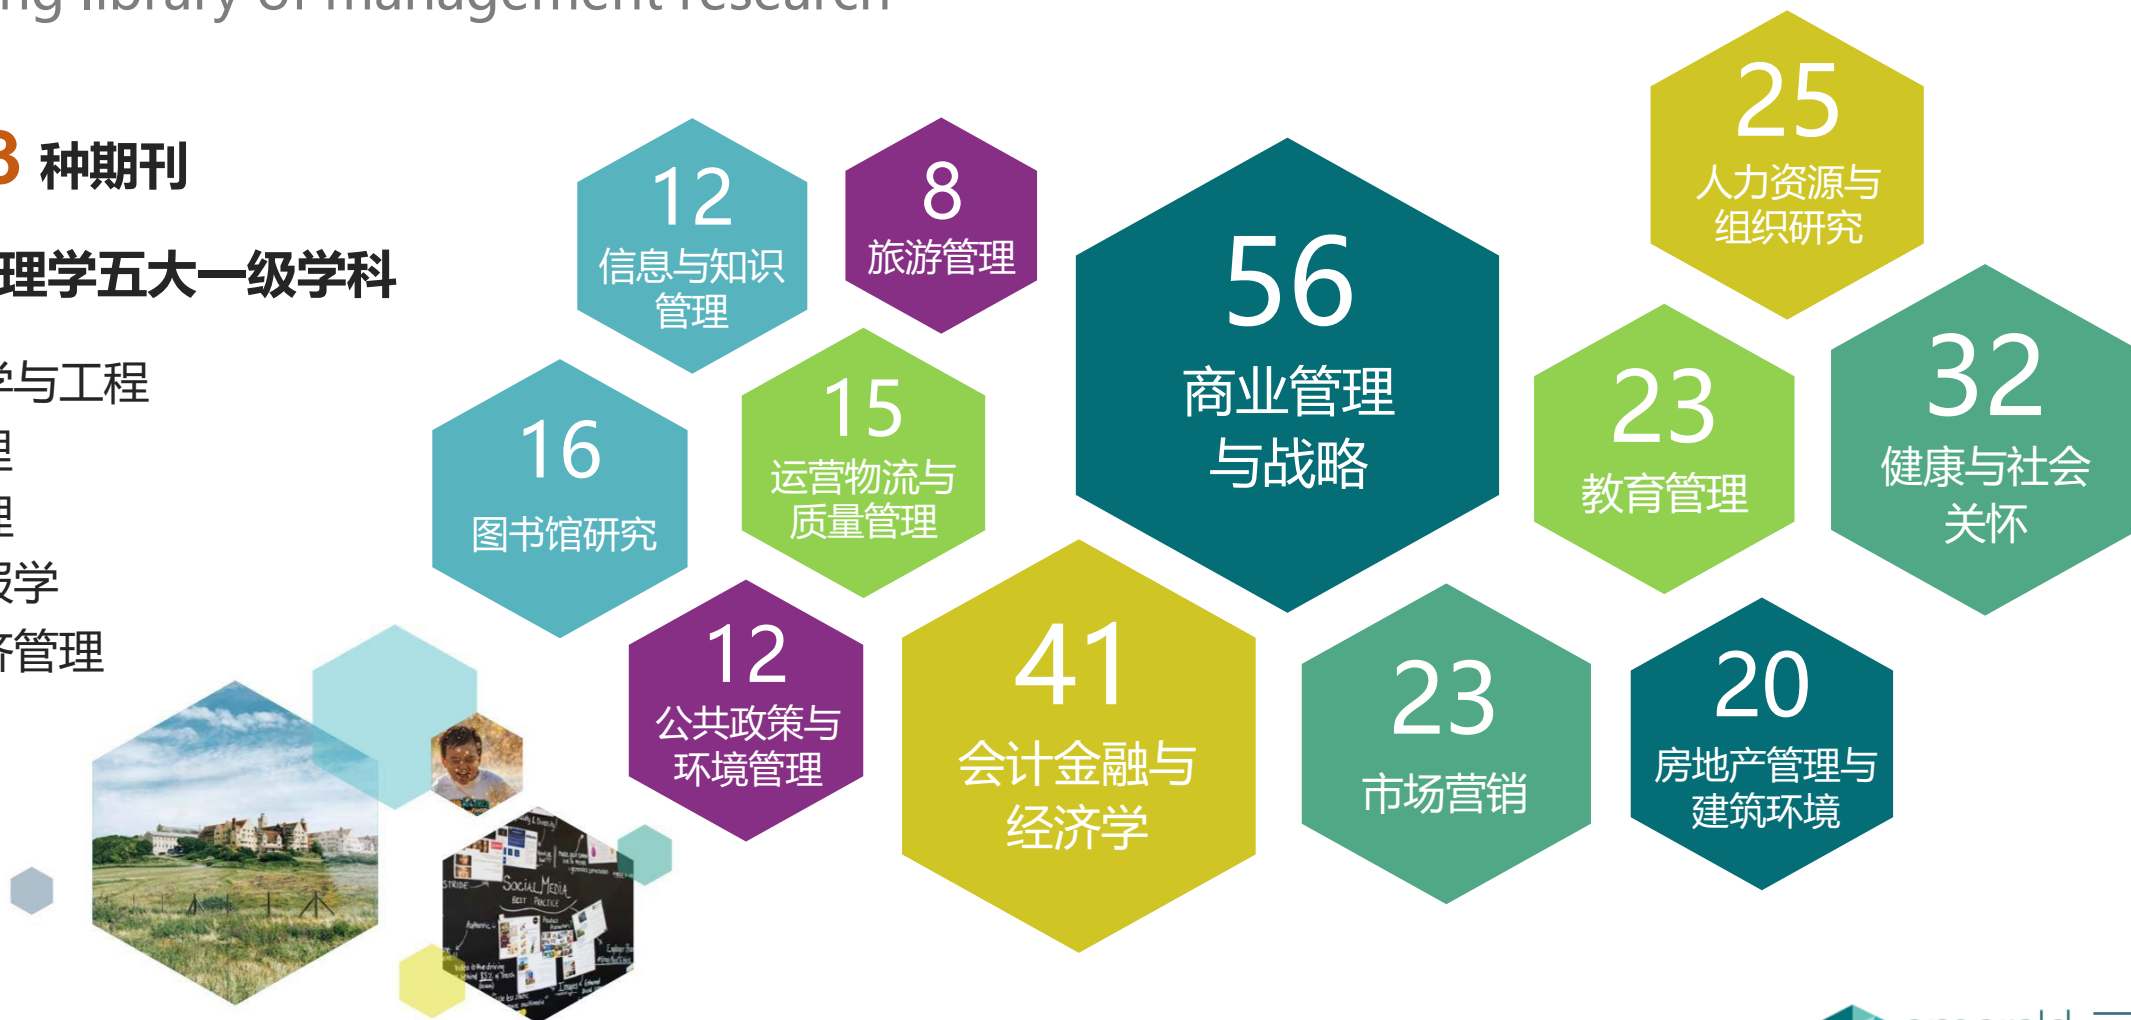 ng library of management research
3 种期刊
理学五大一级学科
学与工程
理
理
报学
济管理
12
信息与知识
管理
8
旅游管理
56
商业管理
与战略
25
人力资源与
组织研究
16
图书馆研究
15
运营物流与
质量管理
23
教育管理
32
健康与社会
关怀
12
公共政策与
环境管理
41
会计金融与
经济学
23
市场营销
20
房地产管理与
建筑环境
STRIDE
SOCIAL MEDIA
BEST PRACTICE
Authentic
emerald